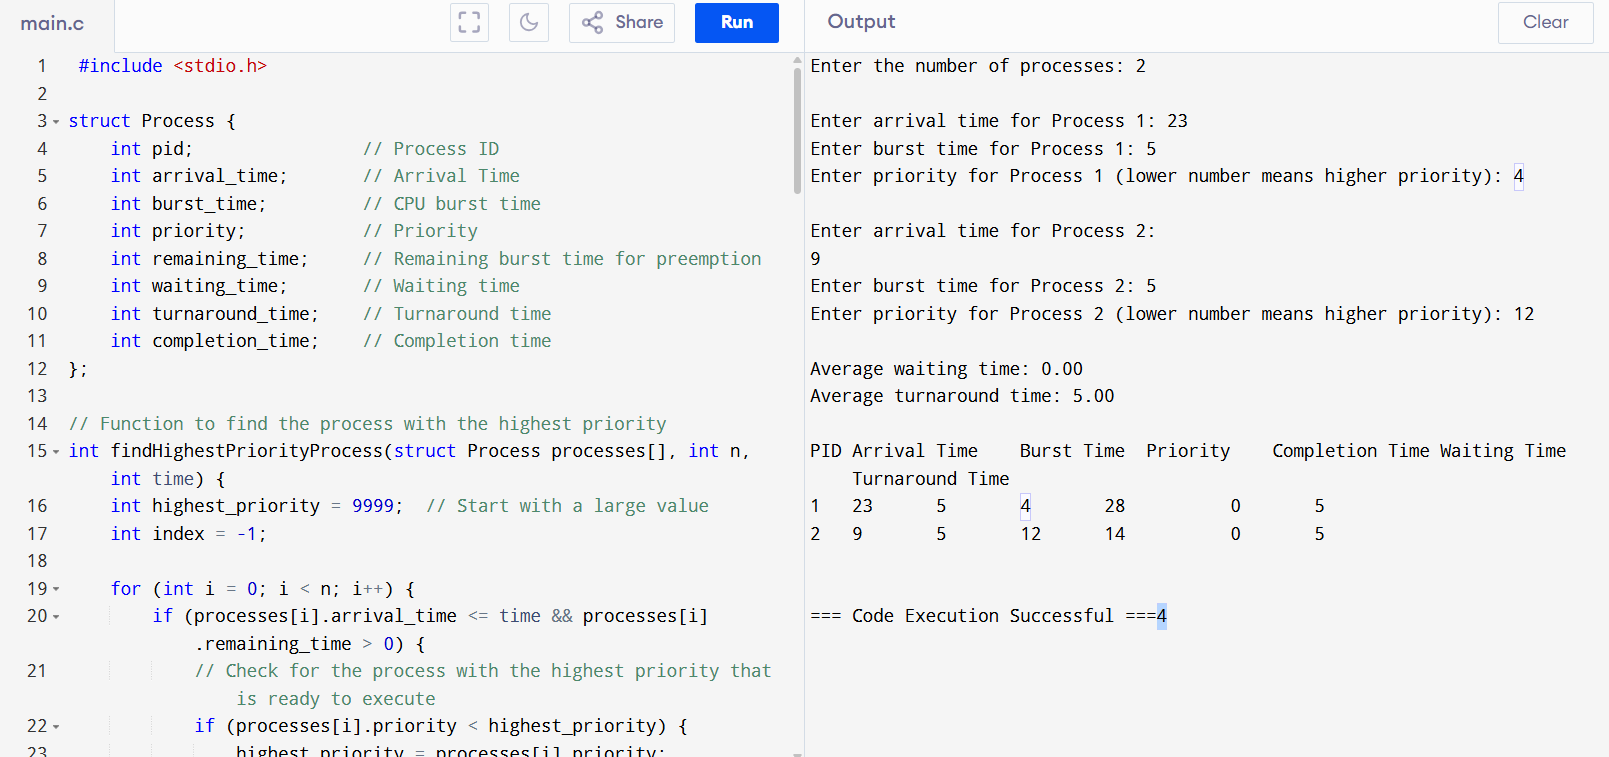 main.c
Share
Run
Output
Clear
1 #include <stdio.h>
2
3 struct Process {
4 int pid; // Process ID
5 int arrival_time; // Arrival Time
6 int burst_time; // CPU burst time
7 int priority; // Priority
8 int remaining_time; // Remaining burst time for preemption
9 int waiting_time; // Waiting time
10 int turnaround_time; // Turnaround time
11 int completion_time; // Completion time
12 };
13
14 // Function to find the process with the highest priority
15 int findHighestPriorityProcess(struct Process processes[], int n,
int time) {
16 int highest_priority = 9999; // Start with a large value
17 int index = -1;
18
19 for (int i = 0; i < n; i++) {
20 if (processes[i].arrival_time <= time && processes[i]
.remaining_time > 0) {
21 // Check for the process with the highest priority that
is ready to execute
22 if (processes[i].priority < highest_priority) {
23 highest_priority = processes[i].priority;
Enter the number of processes: 2
Enter arrival time for Process 1: 23
Enter burst time for Process 1: 5
Enter priority for Process 1 (lower number means higher priority): 4
Enter arrival time for Process 2:
9
Enter burst time for Process 2: 5
Enter priority for Process 2 (lower number means higher priority): 12
Average waiting time: 0.00
Average turnaround time: 5.00
PID Arrival Time Burst Time Priority Completion Time Waiting Time
Turnaround Time
1 23 5 4 28 0 5
2 9 5 12 14 0 5
=== Code Execution Successful ===4